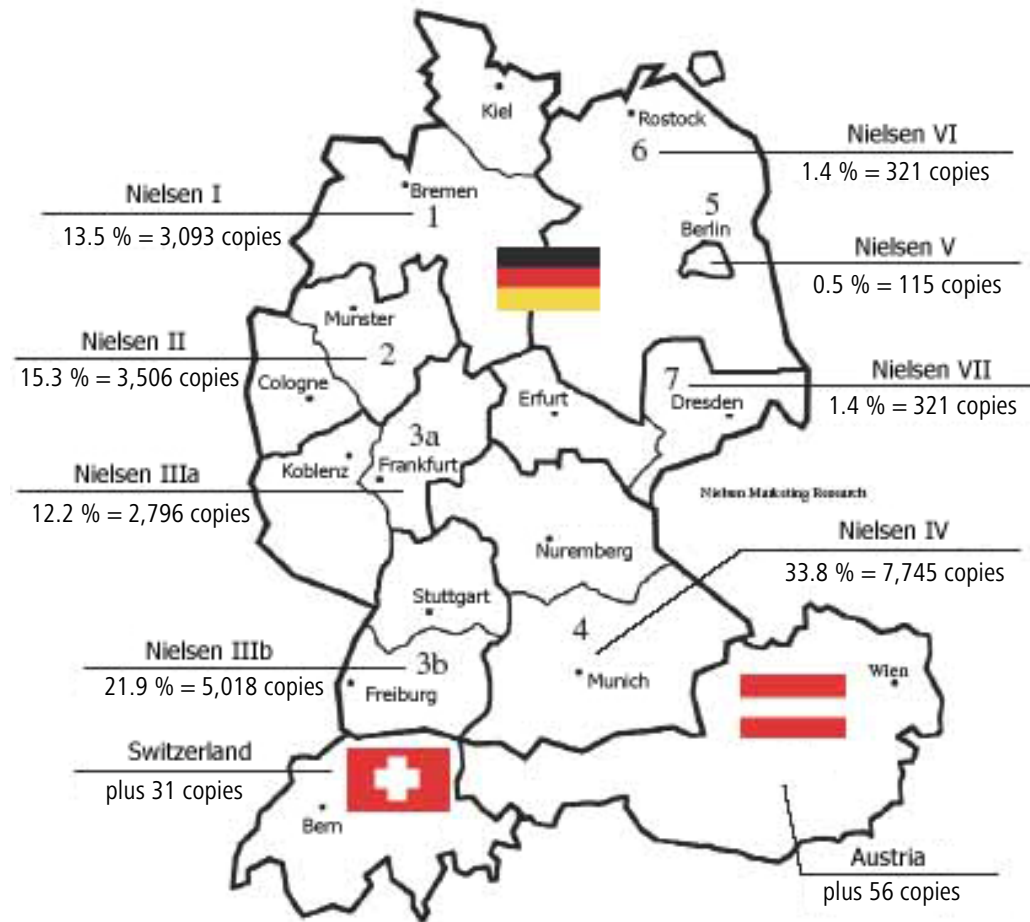 Kiel
Rostock
Nielsen VI
6
1.4 % = 321 copies
Nielsen I
Bremen
1
13.5 % = 3,093 copies
5
Berlin
Nielsen V
0.5 % = 115 copies
Munster
Nielsen II
2
15.3 % = 3,506 copies
Cologne
Erfurt
7
Nielsen VII
Dresden
1.4 % = 321 copies
3a
Koblenz
Frankfurt
Nielsen IIIa
12.2 % = 2,796 copies
Nielsen Marketing Research
Nielsen IV
33.8 % = 7,745 copies
Nuremberg
Stuttgart
4
Nielsen IIIb
3b
21.9 % = 5,018 copies
Freiburg
Munich
Wien
Switzerland
plus 31 copies
Bern
Austria
plus 56 copies